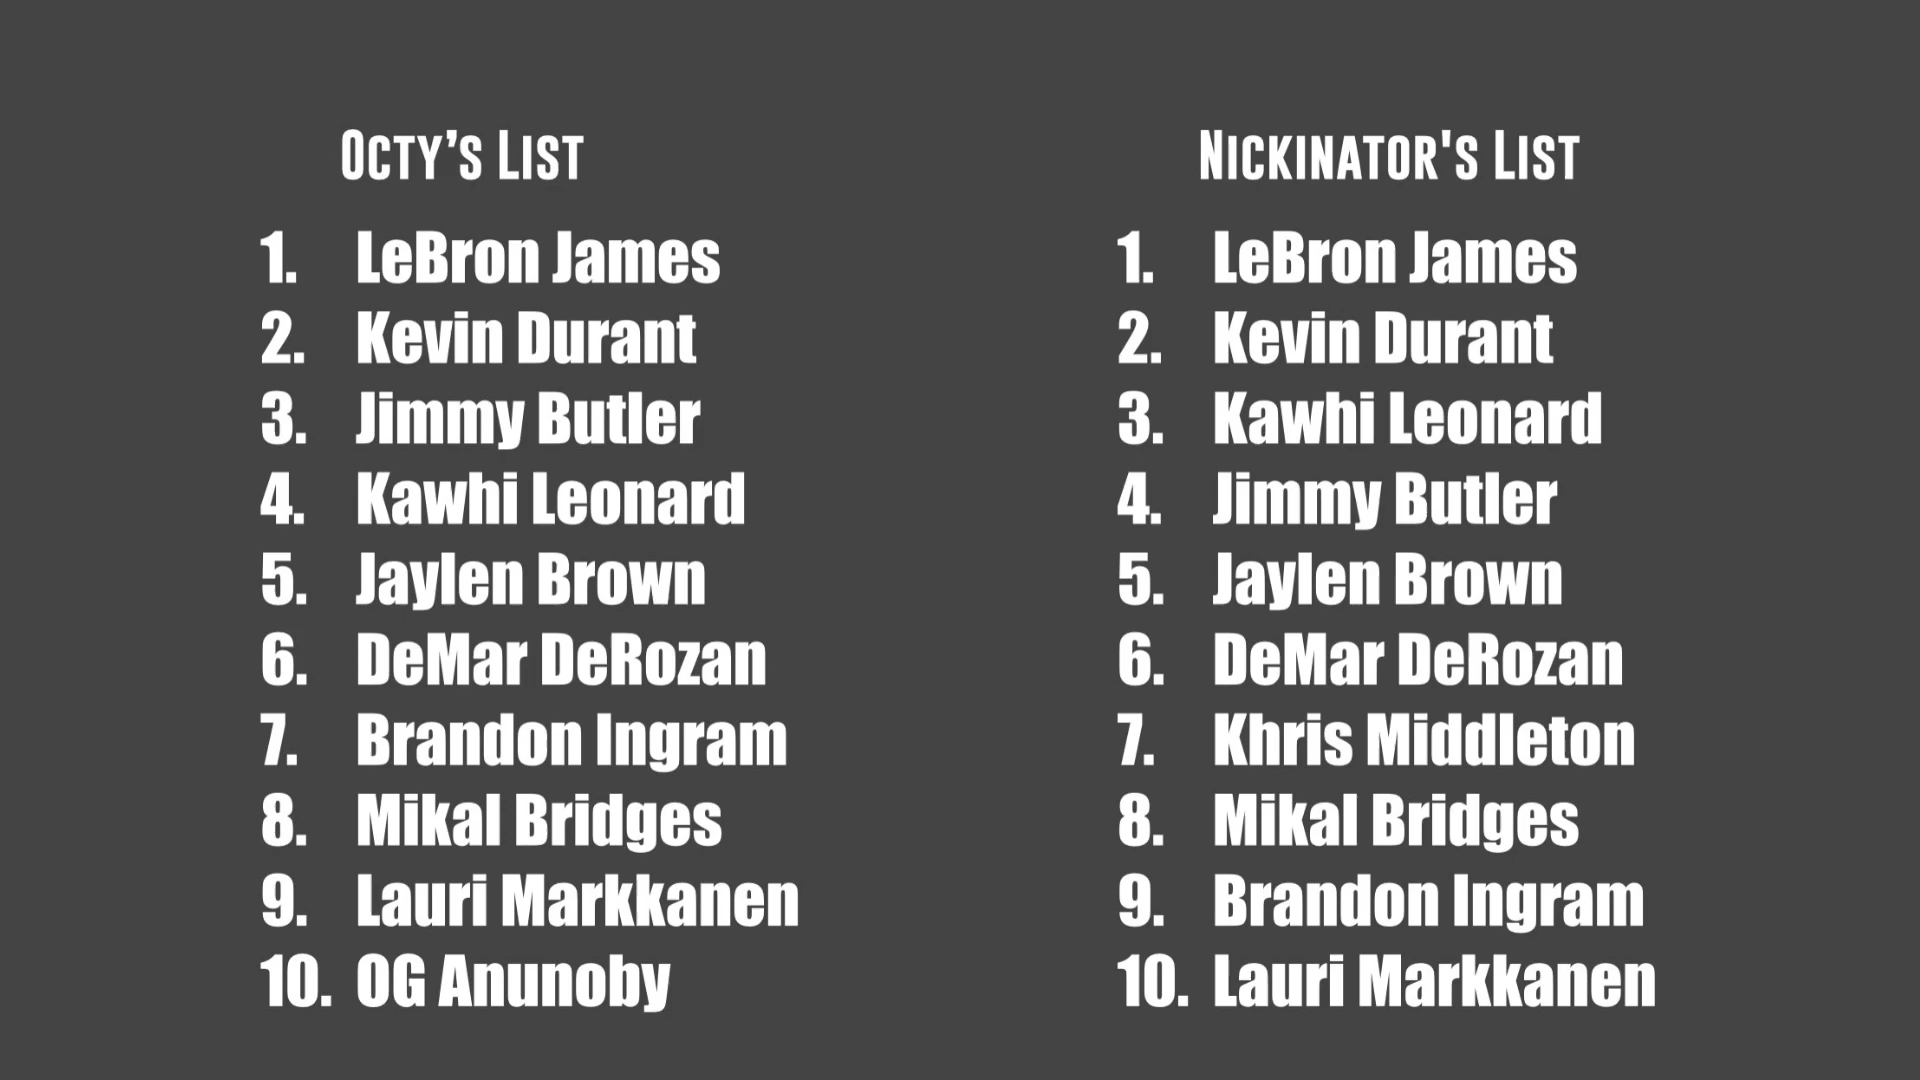 Octy’s List
1. LeBron James
2. Kevin Durant
3. Jimmy Butler
4. Kawhi Leonard
5. Jaylen Brown
6. DeMar DeRozan
7. Brandon Ingram
8. Mikal Bridges
9. Lauri Markkanen
10. OG Anunoby
Nickinator's List
1. LeBron James
2. Kevin Durant
3. Kawhi Leonard
4. Jimmy Butler
5. Jaylen Brown
6. DeMar DeRozan
7. Khris Middleton
8. Mikal Bridges
9. Brandon Ingram
10. Lauri Markkanen